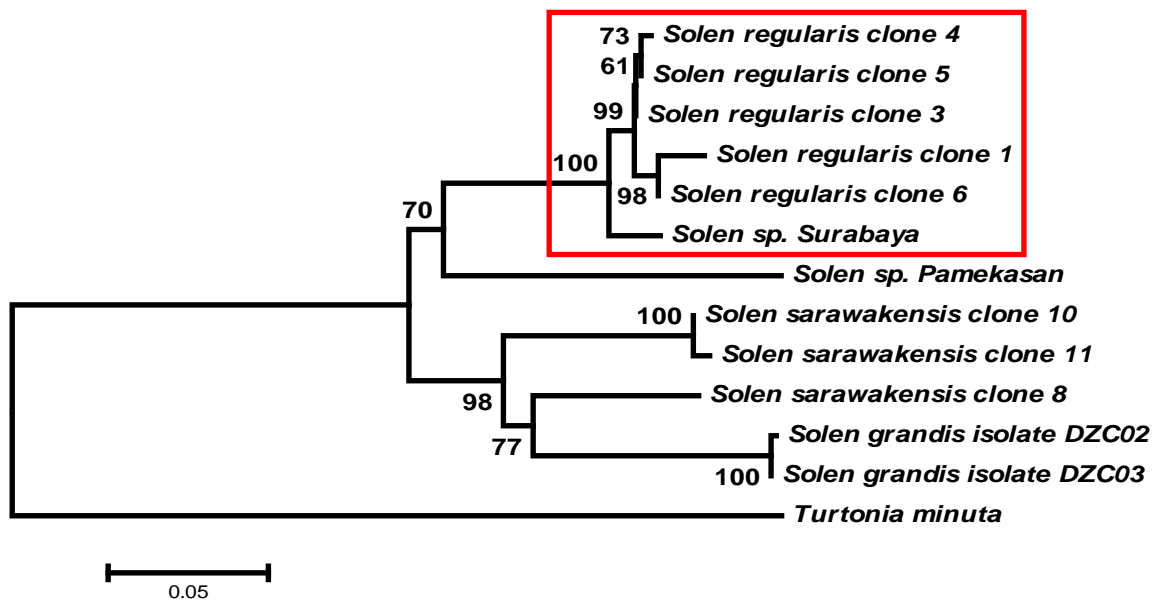 73
Solen regularis clone 4
61
Solen regularis clone 5
99
Solen regularis clone 3
Solen regularis clone 1
100
98
Solen regularis clone 6
70
Solen sp. Surabaya
Solen sp. Pamekasan
100
Solen sarawakensis clone 10
Solen sarawakensis clone 11
98
Solen sarawakensis clone 8
77
Solen grandis isolate DZC02
100
Solen grandis isolate DZC03
Turtonia minuta
0.05